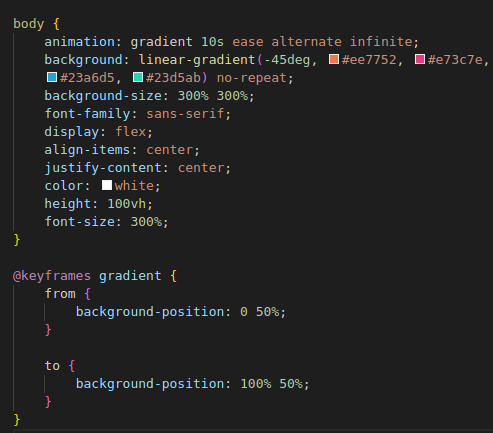 body {
    animation: gradient 10s ease alternate infinite;
    background: linear-gradient(-45deg, #ee7752, #e73c7e,
    #23a6d5, #23d5ab) no-repeat;
    background-size: 300% 300%;
    font-family: sans-serif;
    display: flex;
    align-items: center;
    justify-content: center;
    color: white;
    height: 100vh;
    font-size: 300%;
}

@keyframes gradient {
    from {
        background-position: 0 50%;
    }

    to {
        background-position: 100% 50%;
    }
}